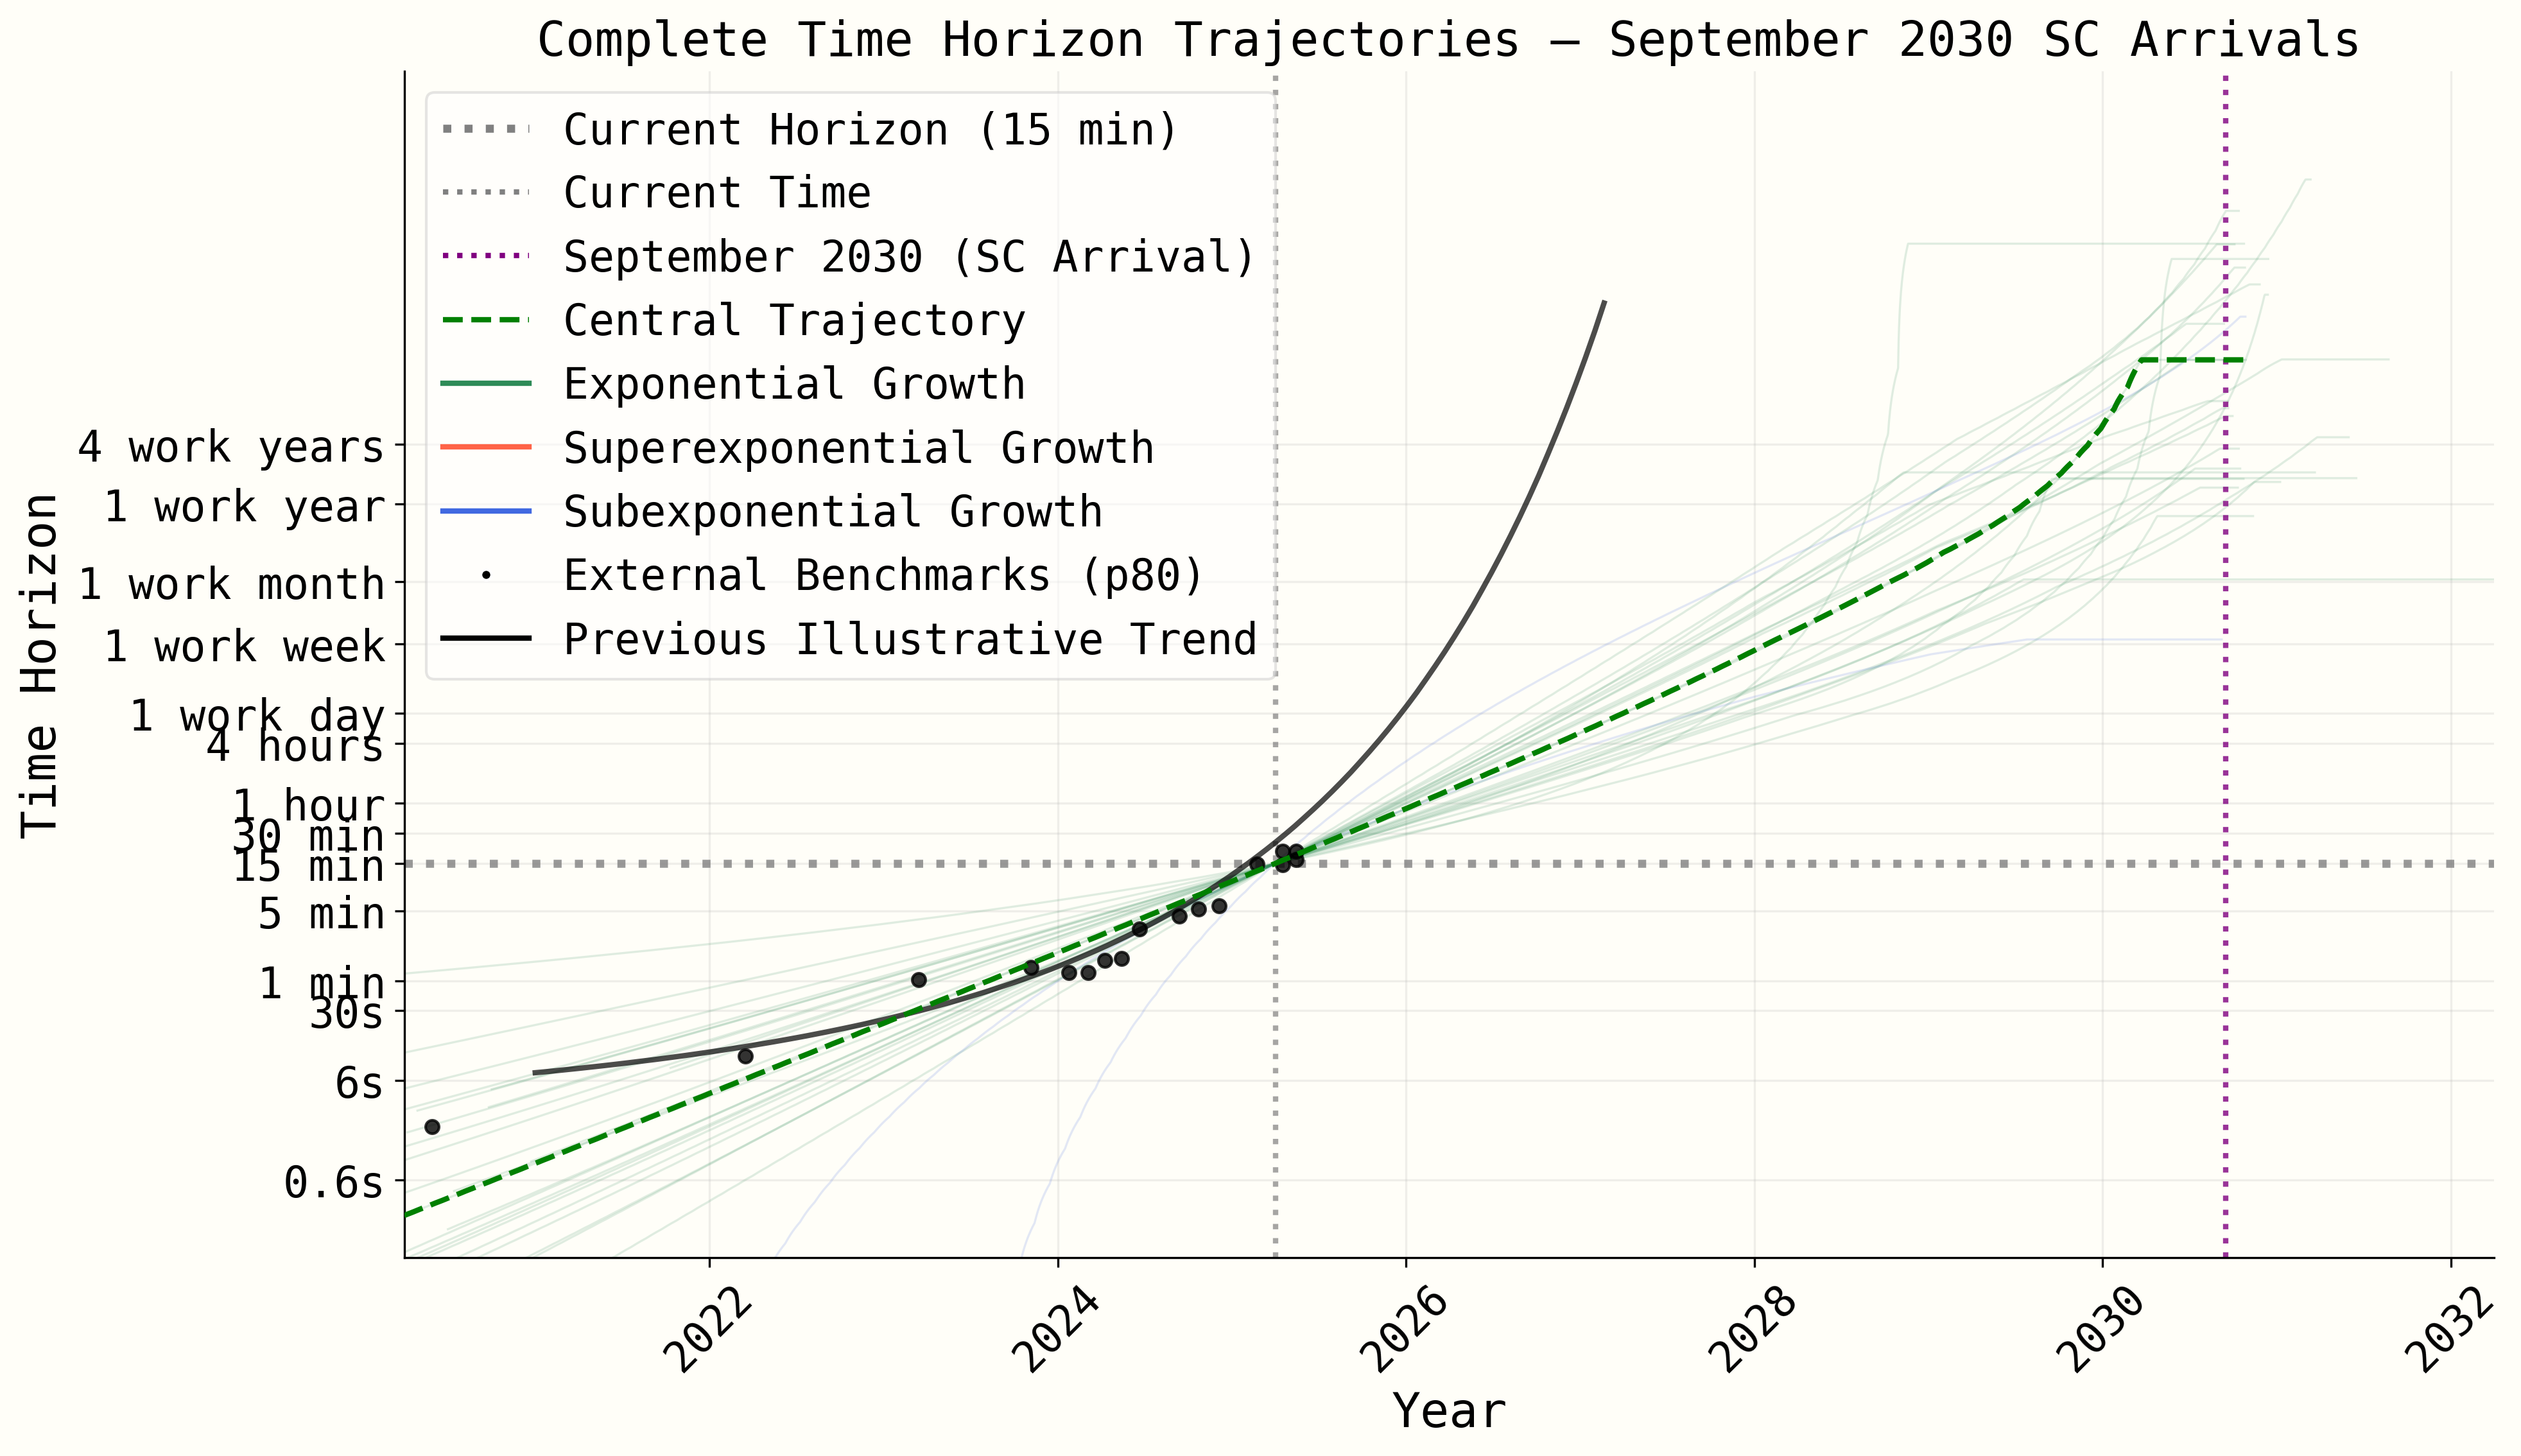 Complete Time Horizon Trajectories — September 2030 SC Arrivals
Current Horizon (15 min)
Current Time
September 2030 (SC Arrival)
Central Trajectory
Exponential Growth
Superexponential Growth
Subexponential Growth
External Benchmarks (p80)
Previous Illustrative Trend
Time Horizon
4 work years
1 work year
1 work month
1 work week
1 work day
4 hours
1 hour
30 min
15 min
5 min
1 min
30s
6s
0.6s
2022
2024
2026
2028
2030
2032
Year